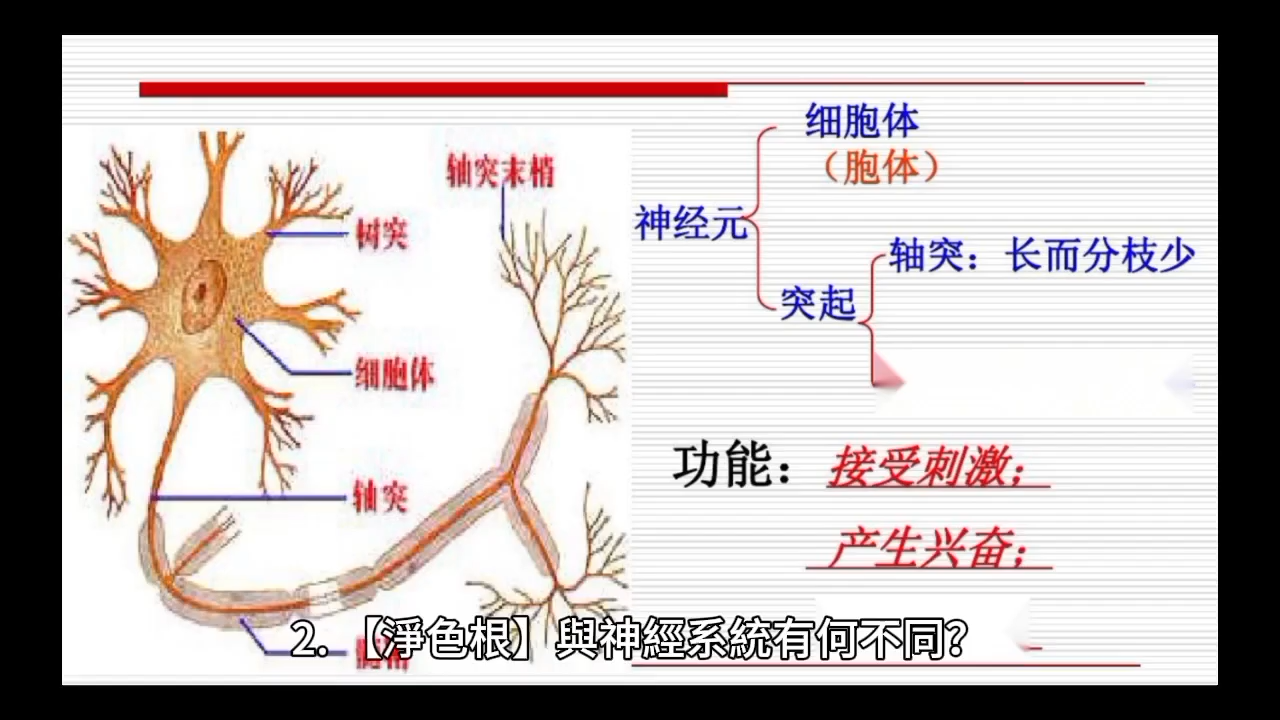 细胞体
（胞体）
轴突末梢
神经元
树突
轴突：长而分枝少
突起
细胞体
功能：接受刺激；
轴突
产生兴奋；
2.【淨色根】與神經系統有何不同？